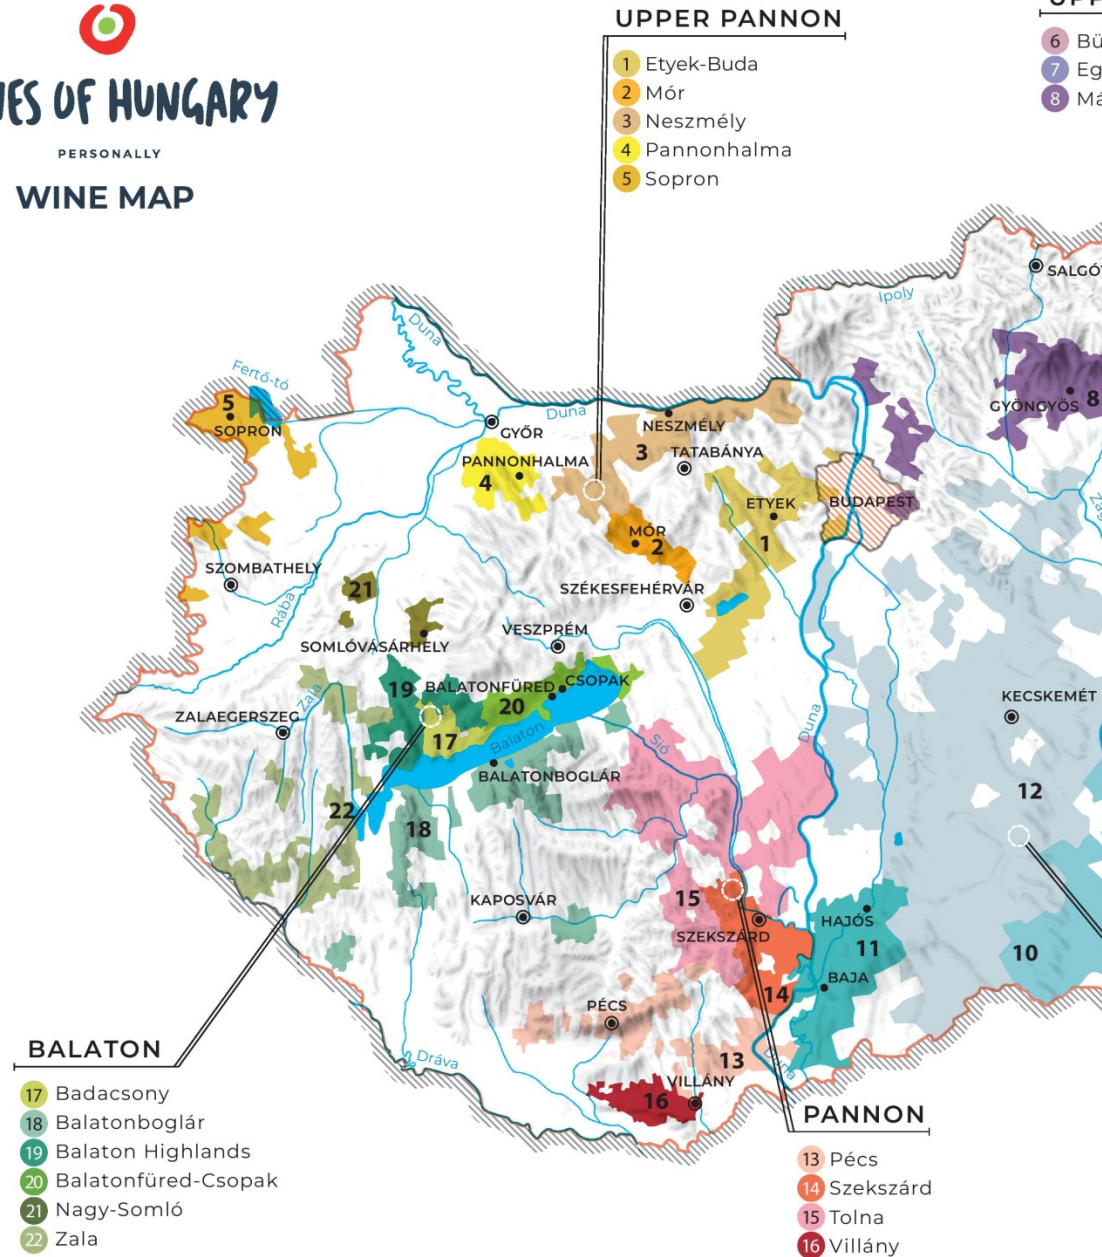 OF HUNGARY
PERSONALLY
WINE MAP
UPPER PANNON
1 Etyek-Buda
2 Mór
3 Neszmély
4 Pannonhalma
5 Sopron
6 Bü
7 Eg
8 Má
SALGÓ
Ipoly
Duna
Fertő-tó
5
SOPRON
Duna
GYŐR
NESZMÉLY
GYÖNGYÖS
8
PANNONHALMA
4
3
TATABÁNYA
ETYEK
BUDAPEST
1
MÓR
2
SZOMBATHELY
21
SZÉKESFEHÉRVÁR
Rába
SOMLÓVÁSÁRHELY
VESZPRÉM
Zala
19
BALATONFÜRED
CSOPAK
20
ZALAEGERSZEG
17
Balaton
Sió
Duna
KECSKEMÉT
BALATONBOGLÁR
22
18
12
KAPOSVÁR
15
SZEKSZÁRD
HAJÓS
11
10
BAJA
14
PÉCS
13
Duna
Dráva
VILLÁNY
16
BALATON
17 Badacsony
18 Balatonboglár
19 Balaton Highlands
20 Balatonfüred-Csopak
21 Nagy-Somló
22 Zala
PANNON
13 Pécs
14 Szekszárd
15 Tolna
16 Villány